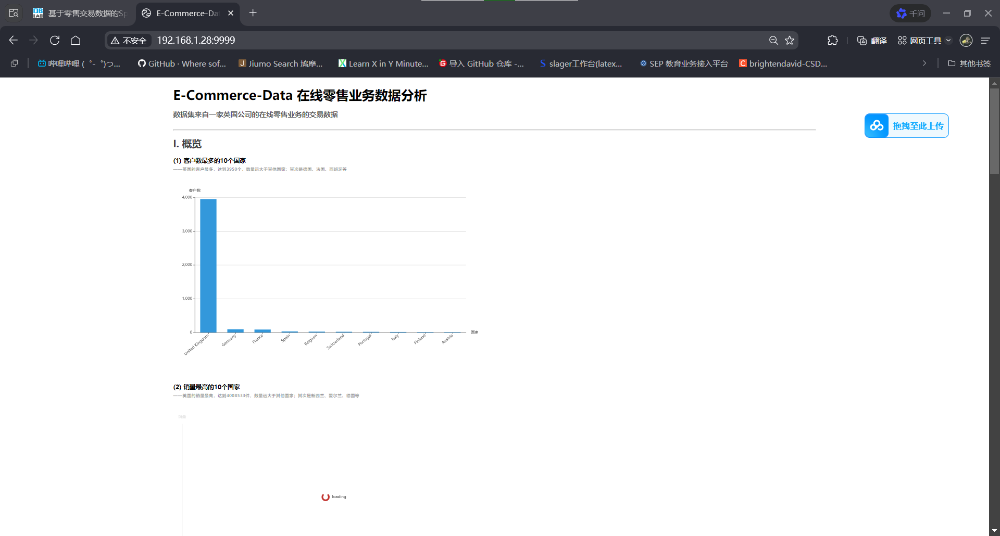 基于零售交易数据的Sp
E-Commerce-Da
千问
不安全
192.168.1.28:9999
翻译
网页工具
哔哩哔哩 (゜-゜)つ...
GitHub · Where sof...
Jiumo Search 鸠摩...
Learn X in Y Minute...
导入 GitHub 仓库 -...
slager工作台(latex...
SEP 教育业务接入平台
brightendavid-CSD...
其他书签
E-Commerce-Data 在线零售业务数据分析
数据集来自一家英国公司的在线零售业务的交易数据
拖拽至此上传
I. 概览
(1) 客户数最多的10个国家
——英国的客户最多，达到3950个，数量远大于其他国家；其次是德国、法国、西班牙等
客户数
4,000
3,000
2,000
1,000
0
国家
United Kingdom
Germany
France
Spain
Belgium
Switzerland
Portugal
Italy
Finland
Austria
(2) 销量最高的10个国家
——英国的销量最高，达到4008533件，数量远大于其他国家；其次是新西兰、爱尔兰、德国等
销量
loading